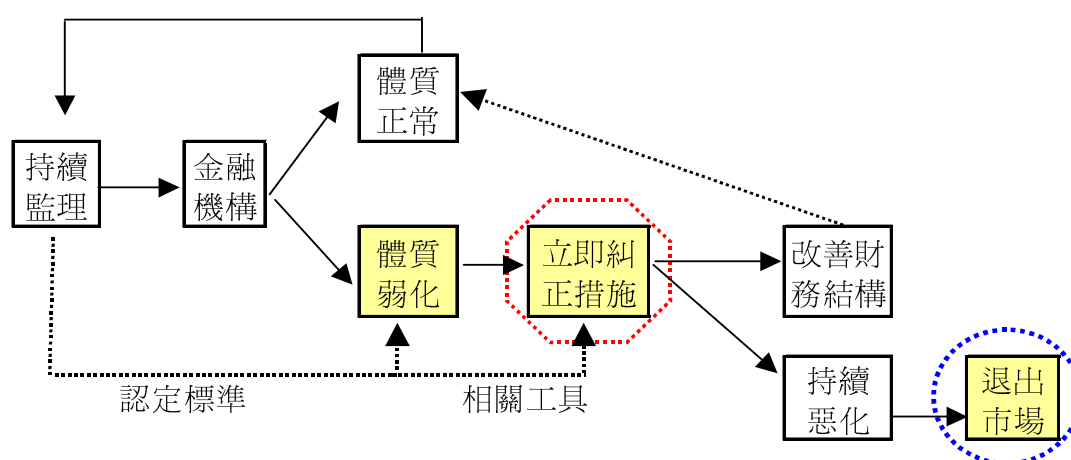 體質
正常
持續
監理
金融
機構
體質
弱化
立即糾
正措施
改善財
務結構
認定標準
相關工具
持續
惡化
退出
市場